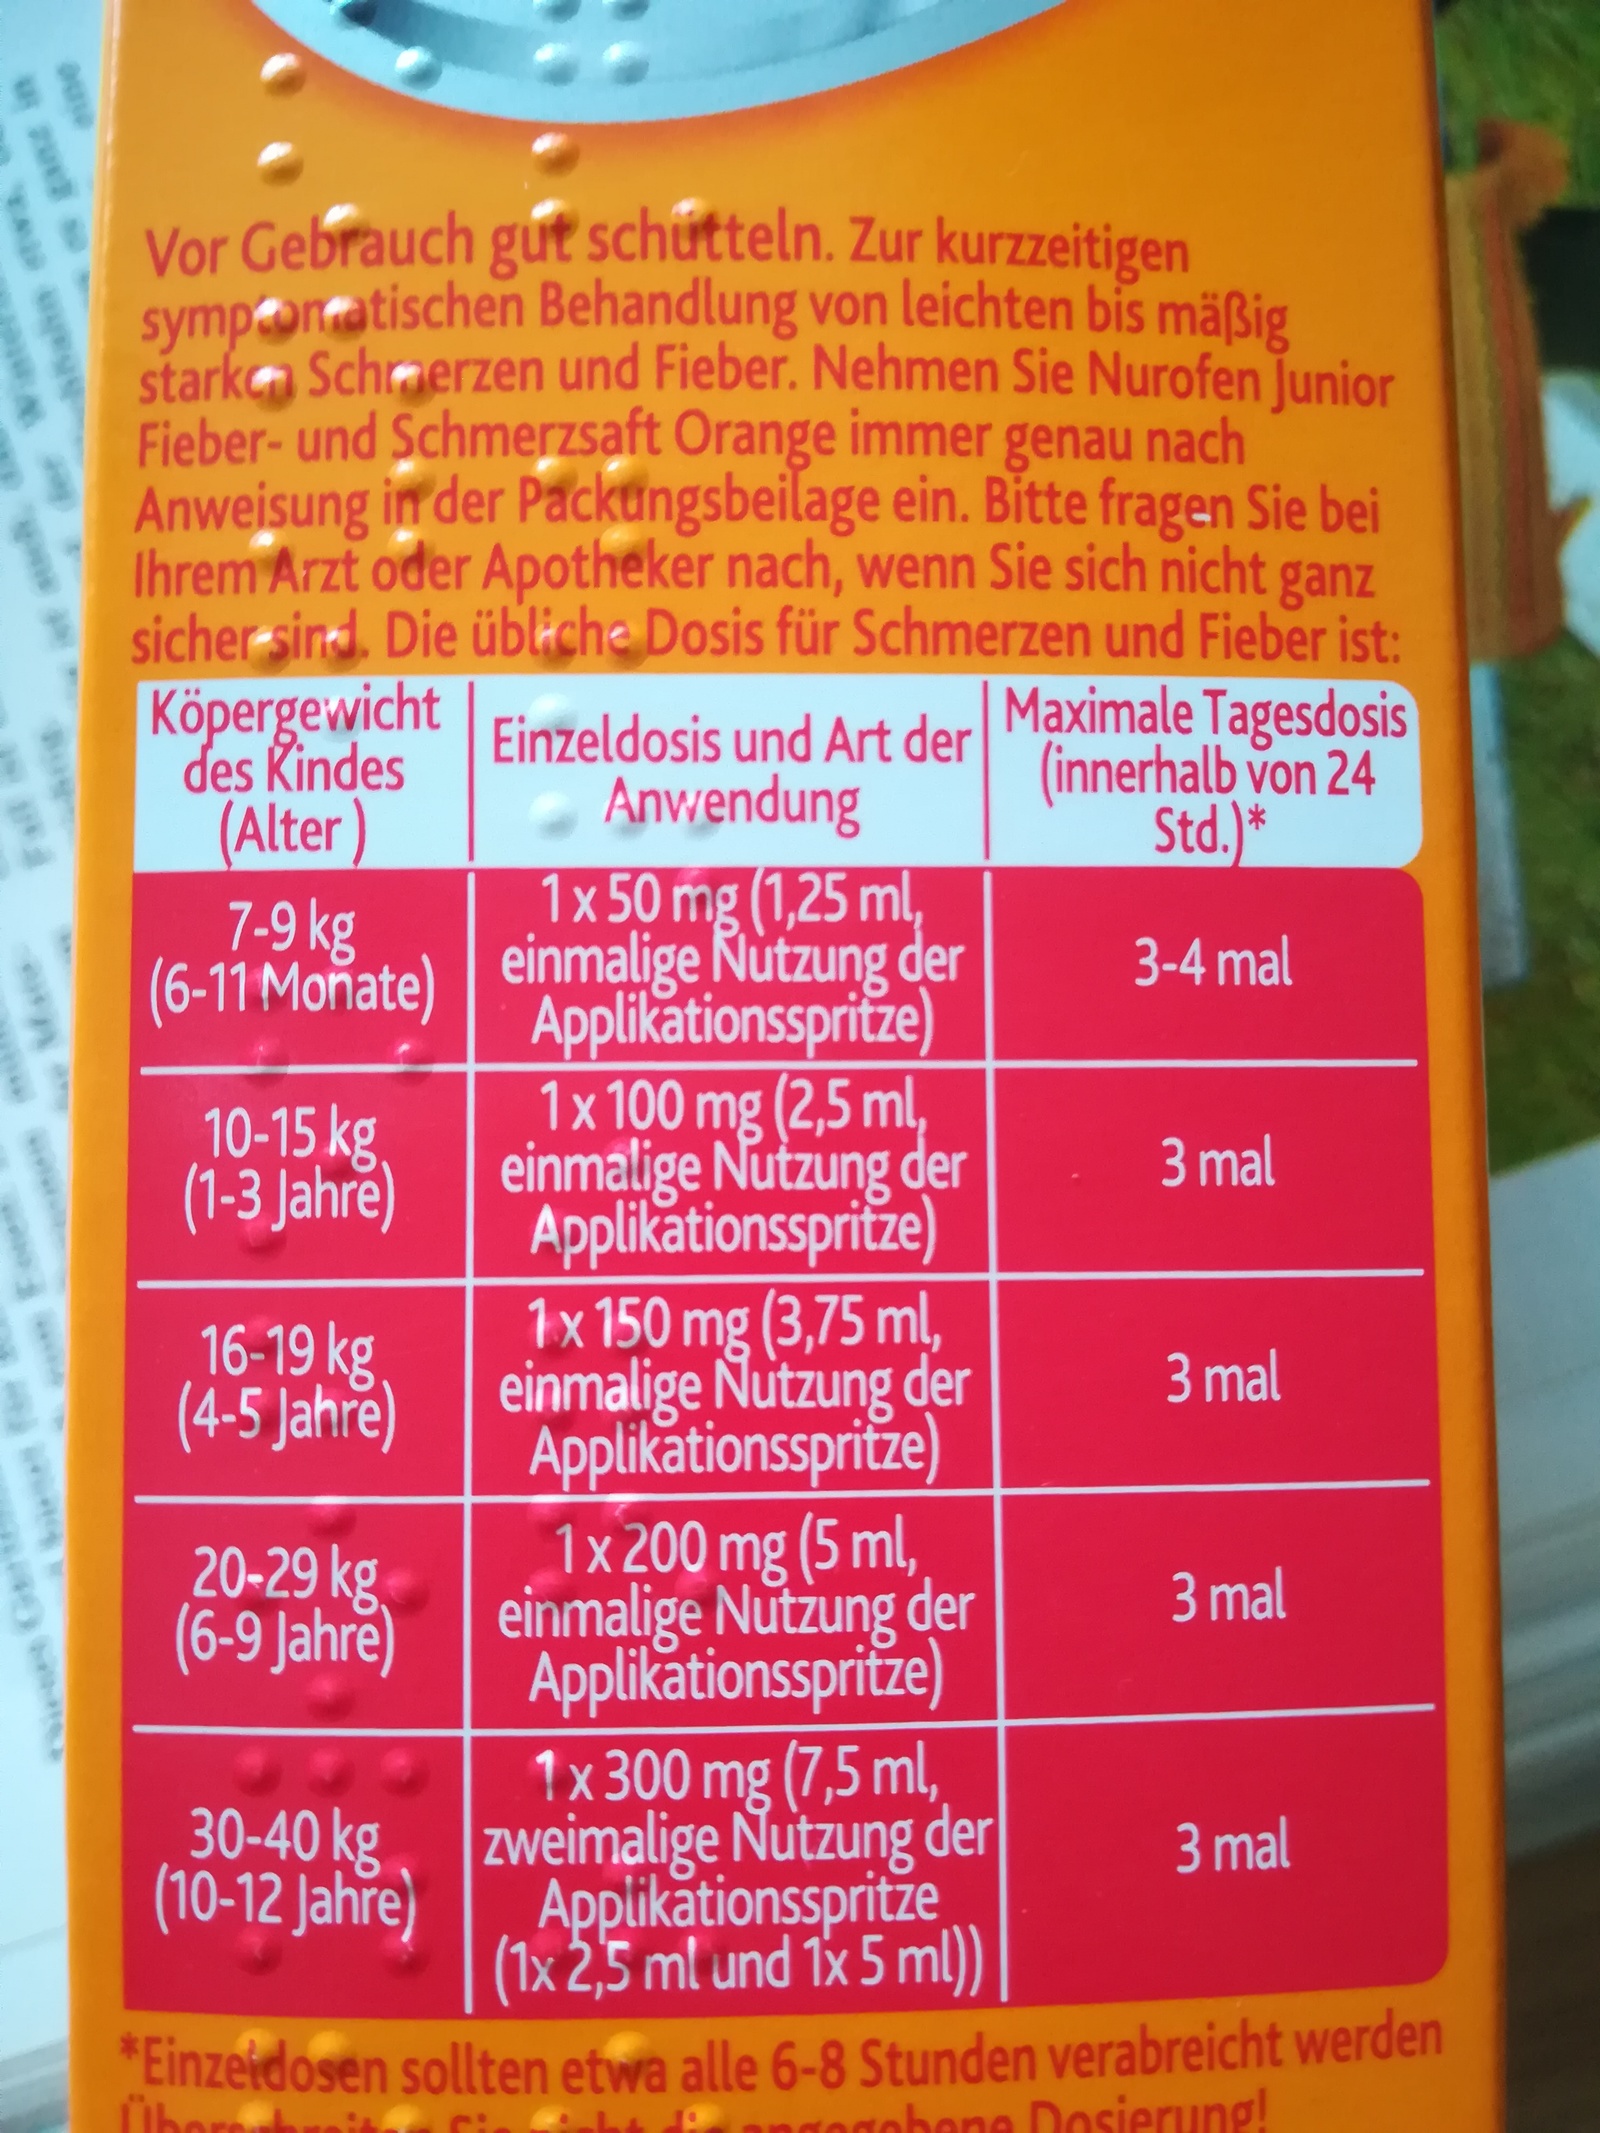 Vor Gebrauch gut schütteln. Zur kurzzeitigen
symptomatischen Behandlung von leichten bis mäßig
starken Schmerzen und Fieber. Nehmen Sie Nurofen Junior
Fieber- und Schmerzsaft Orange immer genau nach
Anweisung in der Packungsbeilage ein. Bitte fragen Sie bei
Ihrem Arzt oder Apotheker nach, wenn Sie sich nicht ganz
sicher sind. Die übliche Dosis für Schmerzen und Fieber ist:
Köpergewicht
des Kindes
(Alter )
Einzeldosis und Art der
Anwendung
Maximale Tagesdosis
(innerhalb von 24
Std.)*
7-9 kg
(6-11 Monate)
1 x 50 mg (1,25 ml,
einmalige Nutzung der
Applikationsspritze)
3-4 mal
10-15 kg
(1-3 Jahre)
1 x 100 mg (2,5 ml,
einmalige Nutzung der
Applikationsspritze)
3 mal
16-19 kg
(4-5 Jahre)
1 x 150 mg (3,75 ml,
einmalige Nutzung der
Applikationsspritze)
3 mal
20-29 kg
(6-9 Jahre)
1 x 200 mg (5 ml,
einmalige Nutzung der
Applikationsspritze)
3 mal
30-40 kg
(10-12 Jahre)
1 x 300 mg (7,5 ml,
zweimalige Nutzung der
Applikationsspritze
(1x 2,5 ml und 1x 5 ml))
3 mal
*Einzeldosen sollten etwa alle 6-8 Stunden verabreicht werden
Überschreiten Sie nicht die angegebene Dosierung!